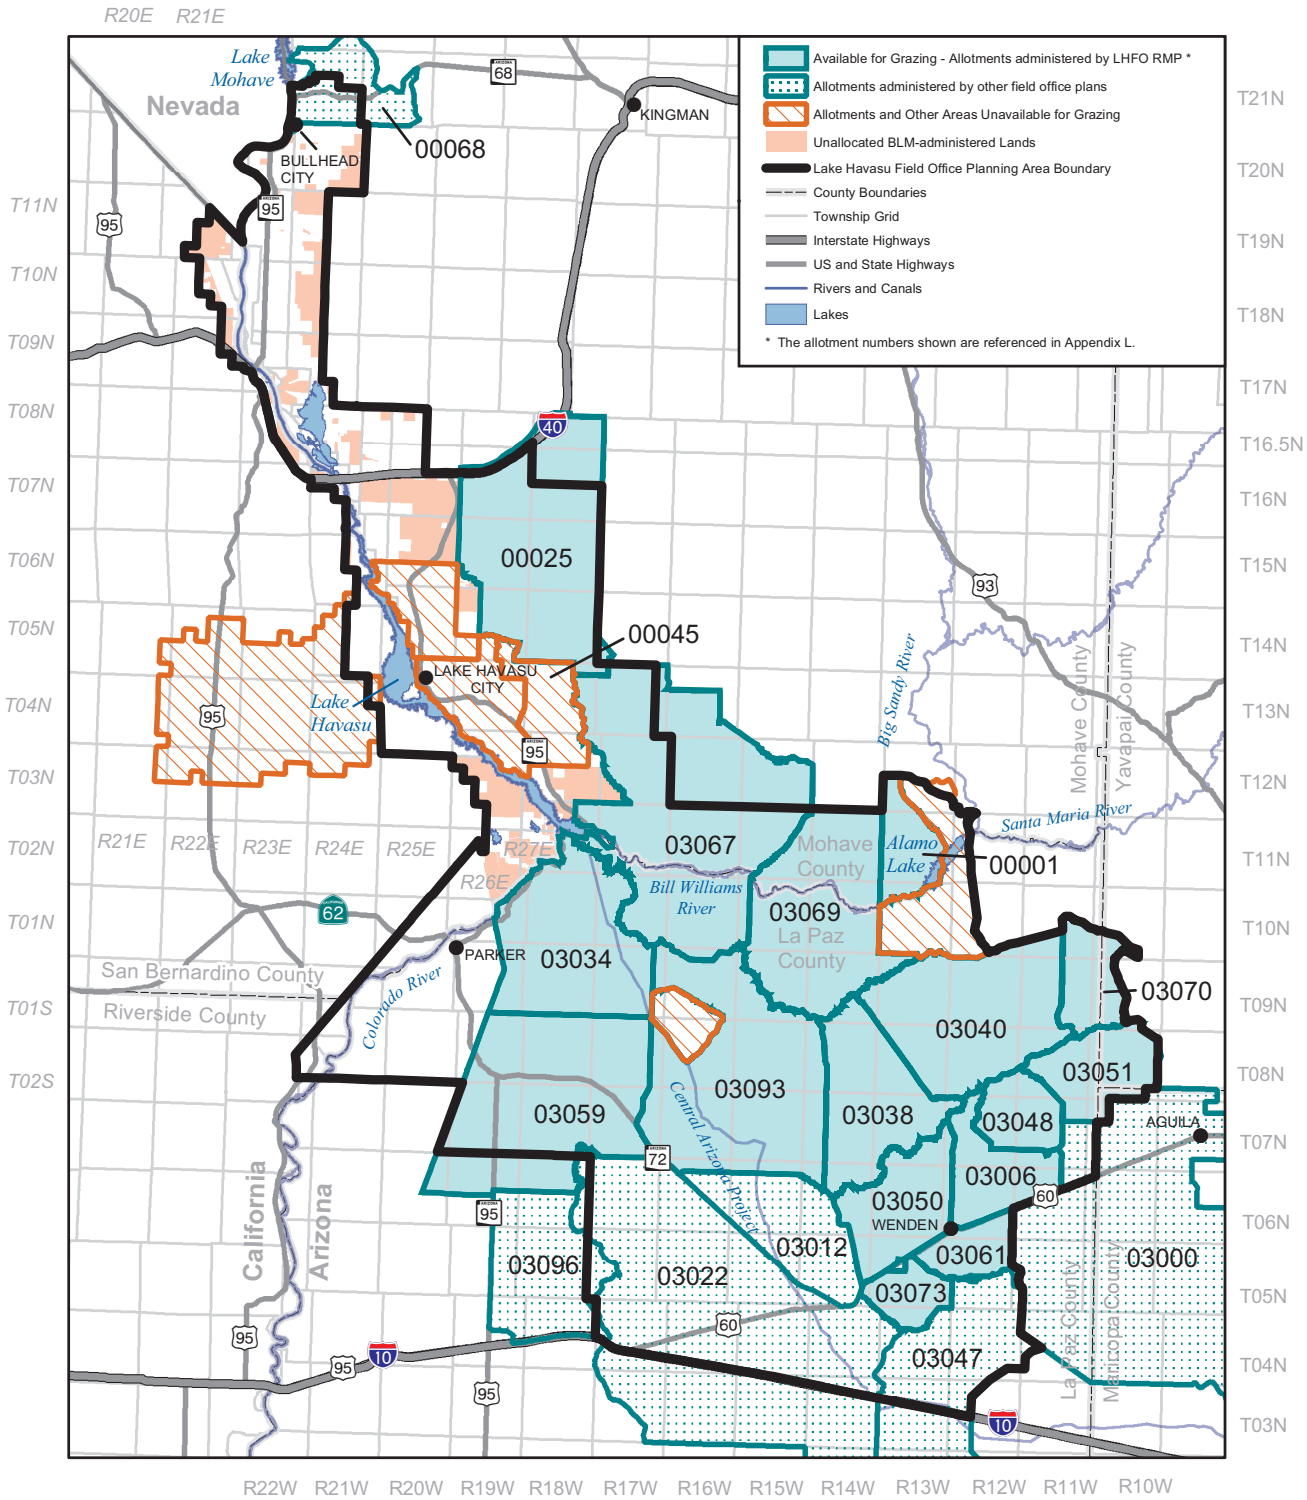 R20E R21E
Lake
Mohave
Nevada
68
KINGMAN
BULLHEAD
CITY
00068
ARIZONA
95
95
Available for Grazing - Allotments administered by LHFO RMP *
Allotments administered by other field office plans
Allotments and Other Areas Unavailable for Grazing
Unallocated BLM-administered Lands
Lake Havasu Field Office Planning Area Boundary
County Boundaries
Township Grid
Interstate Highways
US and State Highways
Rivers and Canals
Lakes
* The allotment numbers shown are referenced in Appendix L.
T11N
T10N
T09N
T08N
T07N
T06N
T05N
T04N
T03N
T02N
T01N
T01S
T02S
T21N
T20N
T19N
T18N
T17N
T16.5N
T16N
T15N
T14N
T13N
T12N
T11N
T10N
T09N
T08N
T07N
T06N
T05N
T04N
T03N
40
00025
93
00045
LAKE HAVASU
CITY
Lake
Havasu
95
ARIZONA
95
Big Sandy River
Mohave County
Yavapai County
Santa Maria River
R21E R22E R23E R24E R25E R27E
R26E
03067
Mohave
County
Alamo
Lake
00001
Bill Williams
River
03069
La Paz
County
CALIFORNIA
62
PARKER
03034
San Bernardino County
Riverside County
Colorado River
03070
03040
03051
03093
03059
03038
03048
AGUILA
Central Arizona Project
ARIZONA
72
03006
03050
60
WENDEN
California
Arizona
ARIZONA
95
03012
03061
03096
03022
03000
03073
La Paz County
Maricopa County
60
95
10
95
03047
95
10
R22W R21W R20W R19W R18W R17W R16W R15W R14W R13W R12W R11W R10W